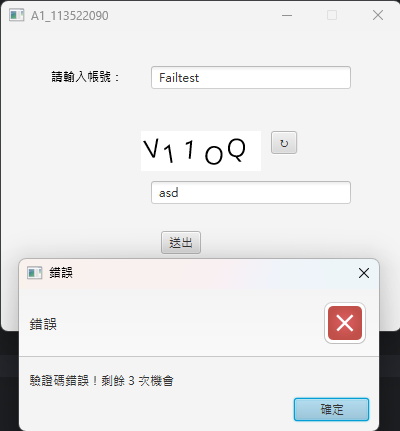 A1_113522090
請輸入帳號：
Failtest
V11OQ
↻
asd
送出
錯誤
錯誤
驗證碼錯誤！剩餘 3 次機會
確定